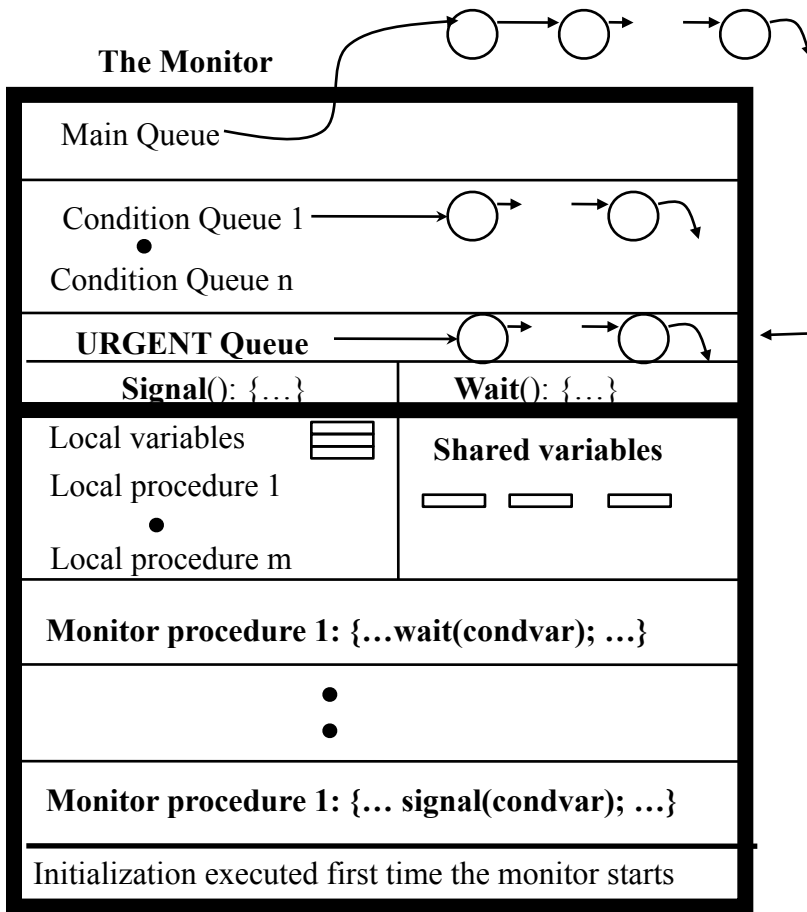 The Monitor
Main Queue
Condition Queue 1
Condition Queue n
URGENT Queue
Signal(): {…}
Wait(): {…}
Local variables
Shared variables
Local procedure 1
Local procedure m
Monitor procedure 1: {…wait(condvar); …}
Monitor procedure 1: {… signal(condvar); …}
Initialization executed first time the monitor starts